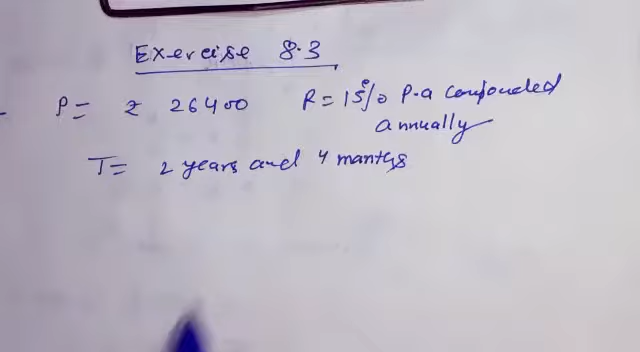 Exercise 8.3
P = ₹ 26400 R = 15% P.a compounded
annually
T = 2 years and 4 months